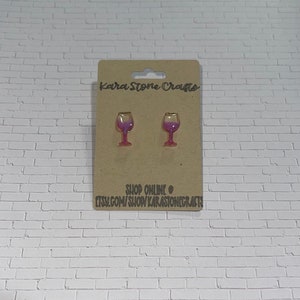 Kara Stone Crafts
SHOP ONLINE @
ETSY.COM/SHOP/KARASTONECRAFTS